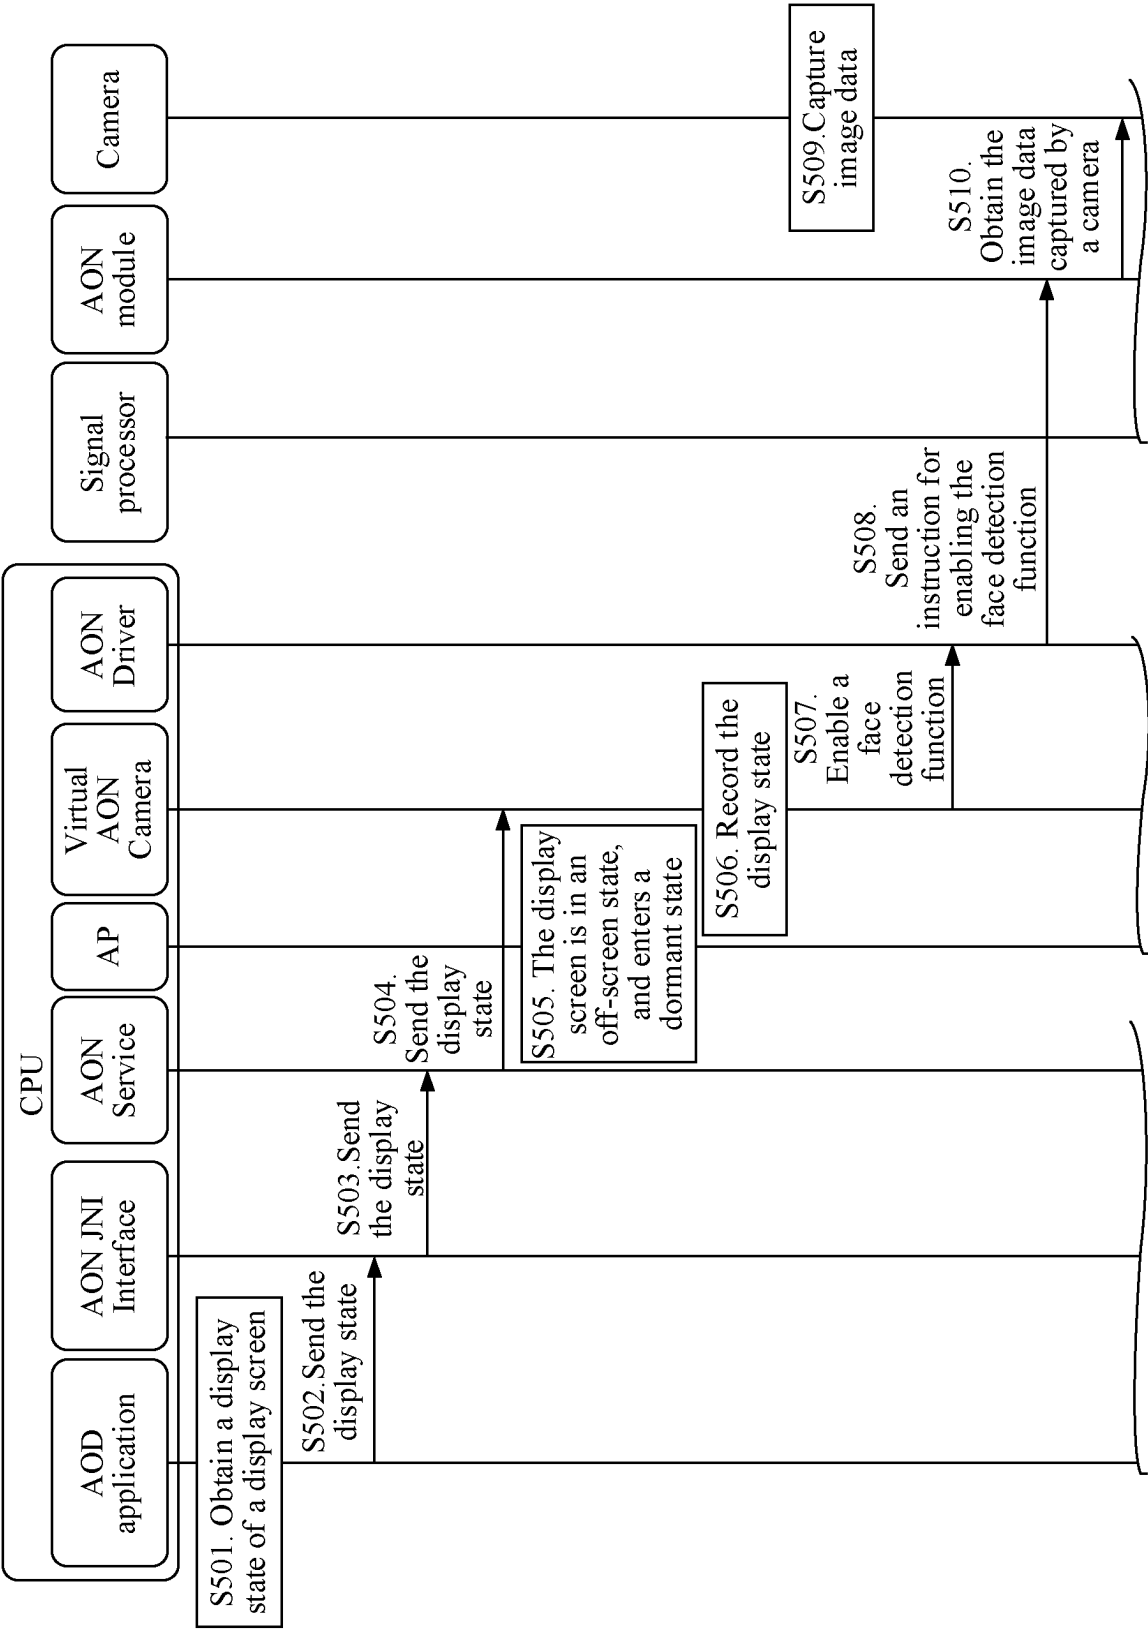 CPU
AOD
application
AON JNI
Interface
AON
Service
AP
Virtual
AON
Camera
AON
Driver
Signal
processor
AON
module
Camera
S501. Obtain a display
state of a display screen
S502.Send the
display state
S503.Send
the display
state
S504.
Send the
display
state
S505. The display
screen is in an
off-screen state,
and enters a
dormant state
S506. Record the
display state
S507.
Enable a
face
detection
function
S508.
Send an
instruction for
enabling the
face detection
function
S509.Capture
image data
S510.
Obtain the
image data
captured by
a camera